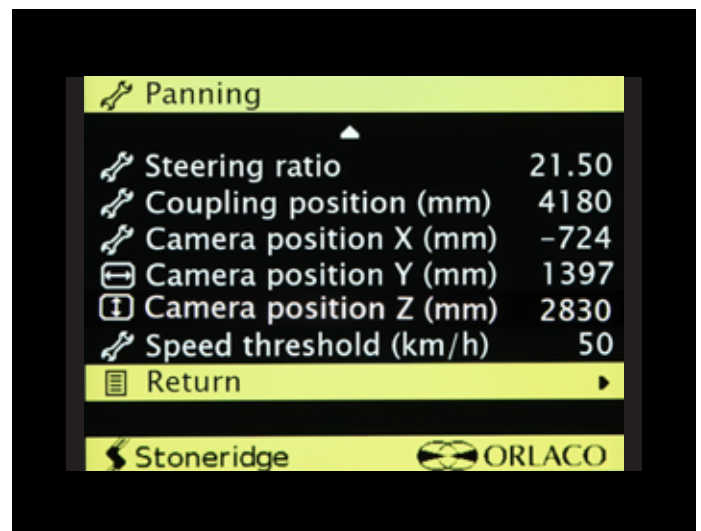 Panning
Steering ratio 21.50
Coupling position (mm) 4180
Camera position X (mm) -724
Camera position Y (mm) 1397
Camera position Z (mm) 2830
Speed threshold (km/h) 50
Return
Stoneridge ORLACO